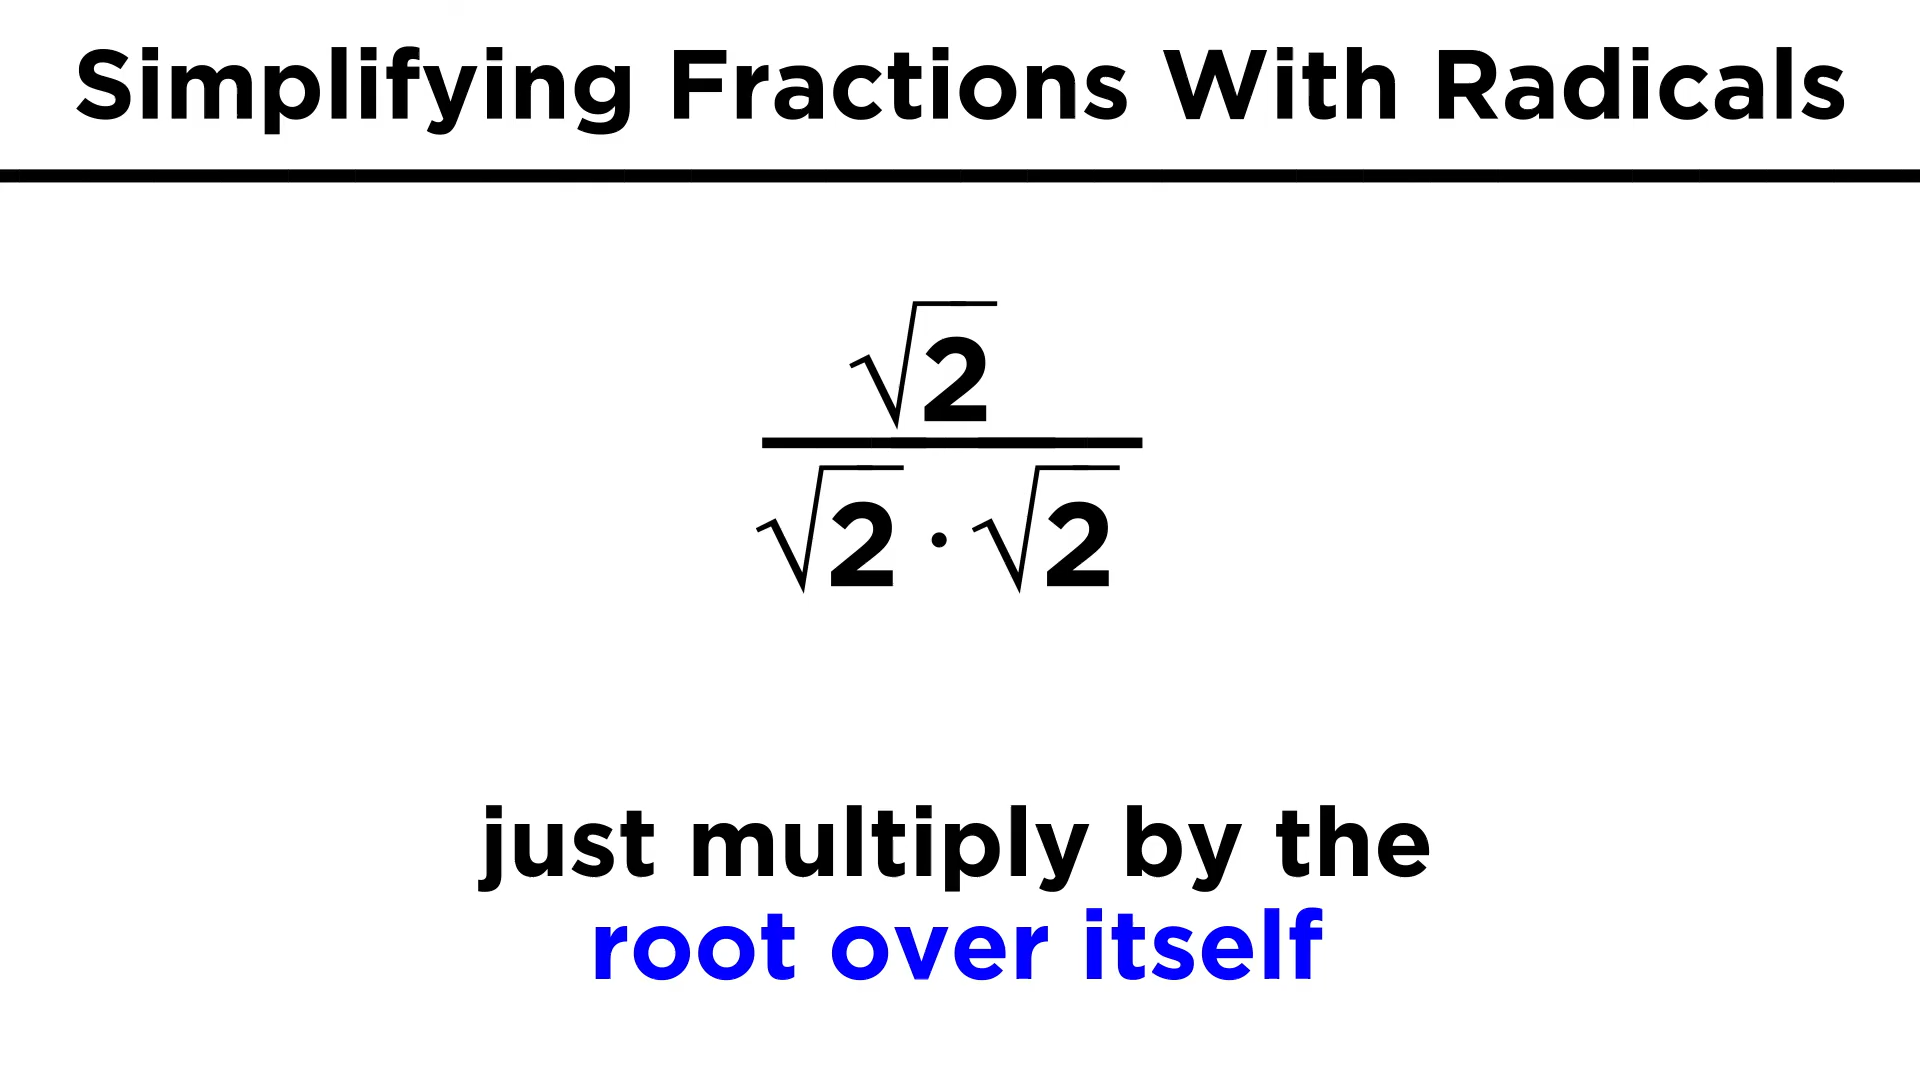 Simplifying Fractions With Radicals
√2
√2 · √2
just multiply by the
root over itself